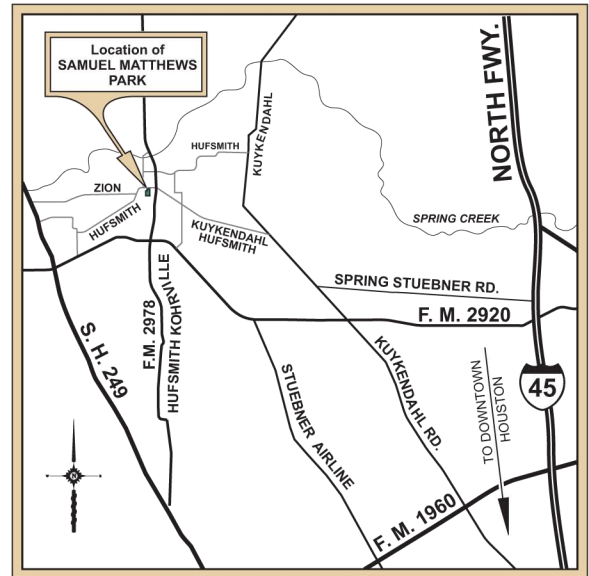 Location of
SAMUEL MATTHEWS
PARK
NORTH FWY.
KUYKENDAHL
HUFSMITH
ZION
HUFSMITH
KUYKENDAHL
HUFSMITH
SPRING CREEK
SPRING STUEBNER RD.
F. M. 2920
F.M. 2978
HUFSMITH KOHRVILLE
S. H. 249
STUEBNER AIRLINE
KUYKENDAHL RD.
TO DOWNTOWN
HOUSTON
45
F. M. 1960
N